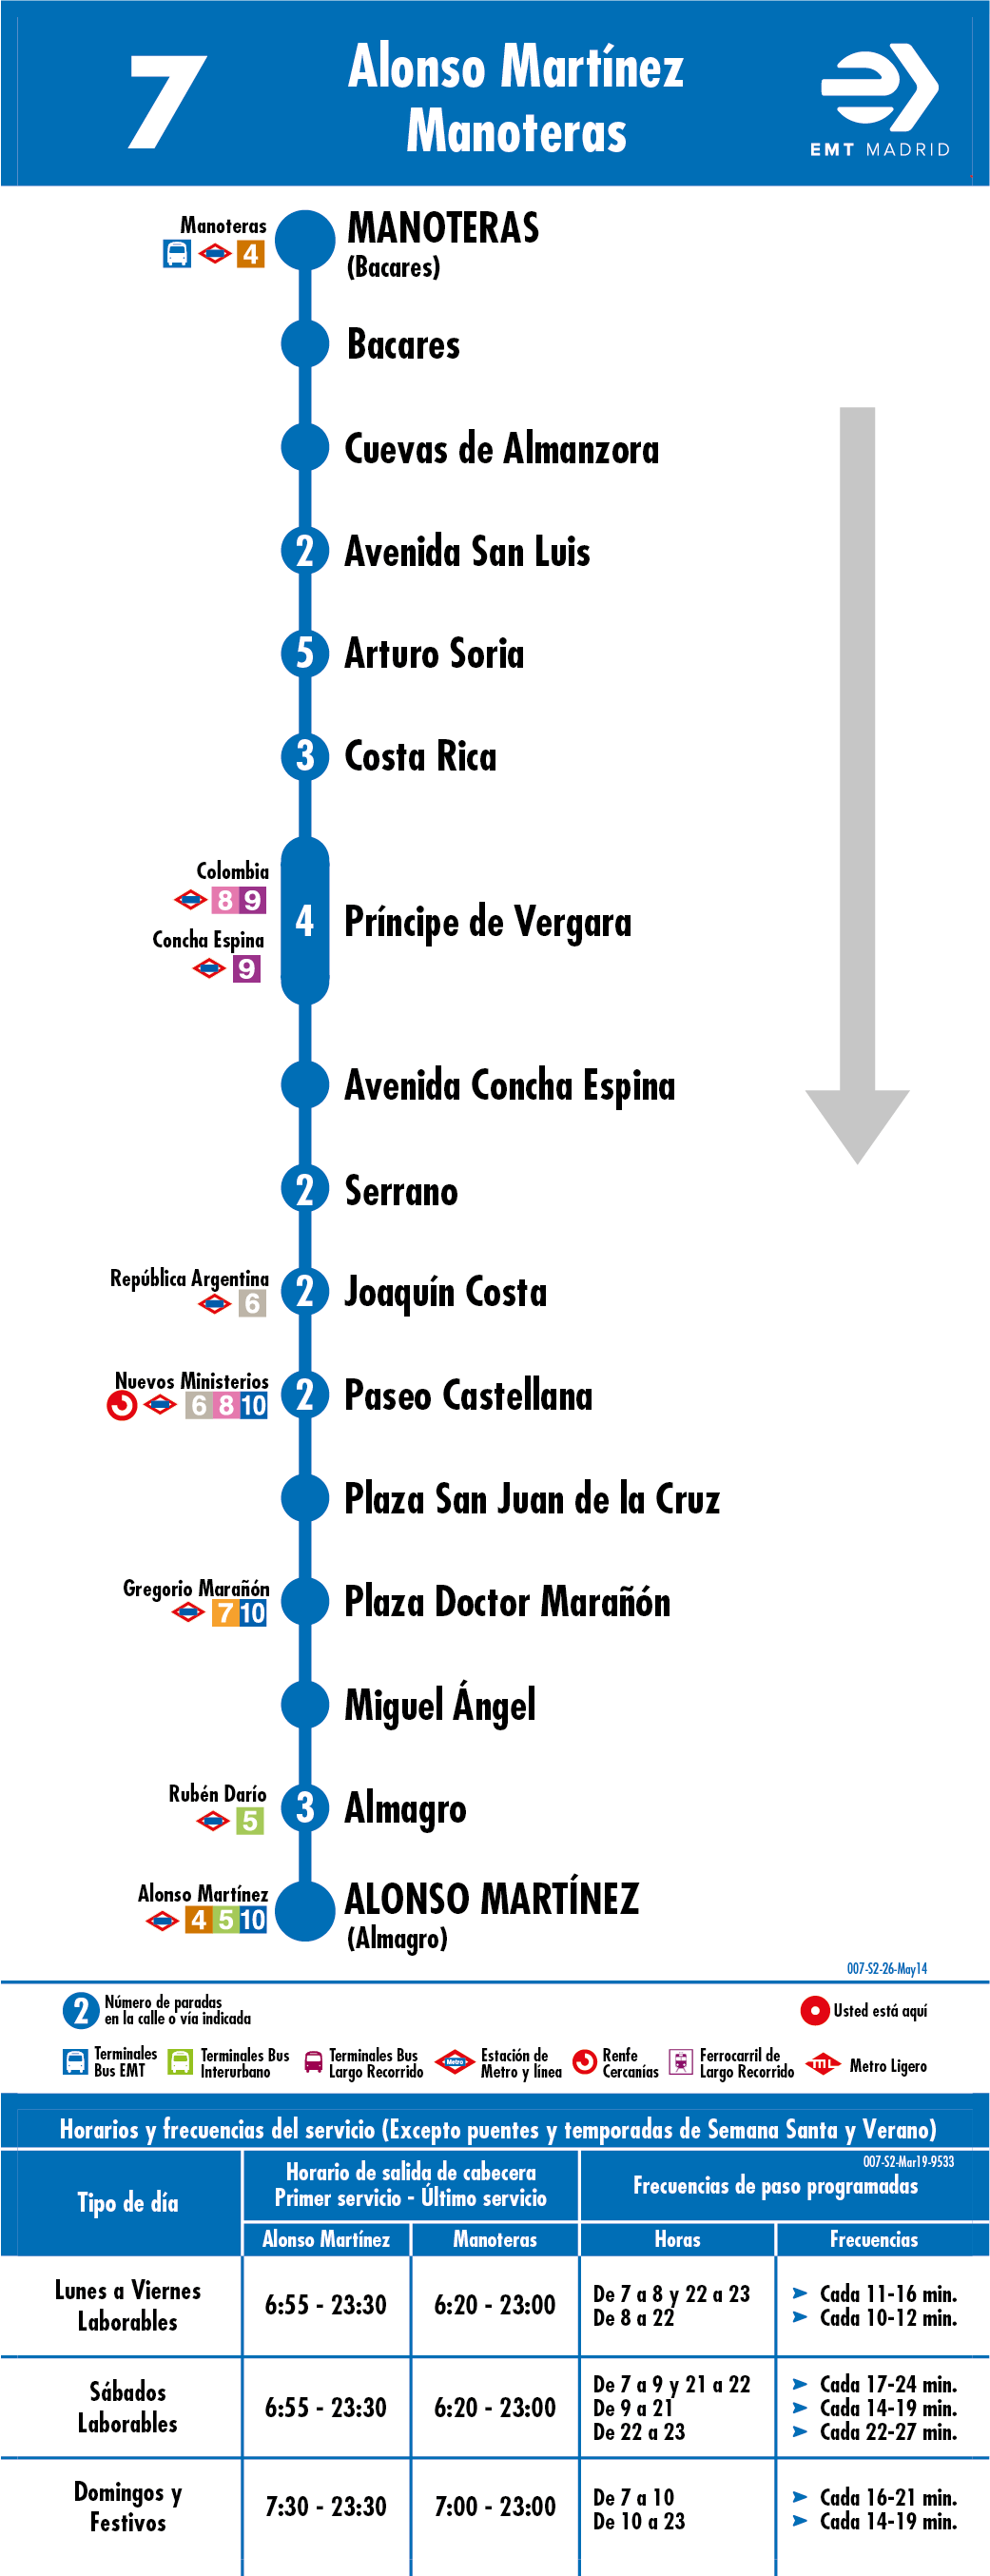 7
Alonso Martínez
Manoteras
EMT MADRID
Manoteras
4
MANOTERAS
(Bacares)
Bacares
Cuevas de Almanzora
2 Avenida San Luis
5 Arturo Soria
3 Costa Rica
Colombia
8 9
Concha Espina
9
4 Príncipe de Vergara
Avenida Concha Espina
2 Serrano
República Argentina
6
2 Joaquín Costa
Nuevos Ministerios
6 8 10
2 Paseo Castellana
Plaza San Juan de la Cruz
Gregorio Marañón
7 10
Plaza Doctor Marañón
Miguel Ángel
Rubén Darío
5
3 Almagro
Alonso Martínez
4 5 10
ALONSO MARTÍNEZ
(Almagro)
007-S2-26-May14
2 Número de paradas
en la calle o vía indicada
Usted está aquí
Terminales
Bus EMT
Terminales Bus
Interurbano
Terminales Bus
Largo Recorrido
Metro
Estación de
Metro y línea
Renfe
Cercanías
Ferrocarril de
Largo Recorrido
ML
Metro Ligero
Horarios y frecuencias del servicio (Excepto puentes y temporadas de Semana Santa y Verano)
007-S2-Mar19-9533
Tipo de día
Horario de salida de cabecera
Primer servicio - Último servicio
Frecuencias de paso programadas
Alonso Martínez Manoteras Horas Frecuencias
Lunes a Viernes
Laborables
6:55 - 23:30 6:20 - 23:00
De 7 a 8 y 22 a 23 Cada 11-16 min.
De 8 a 22 Cada 10-12 min.
Sábados
Laborables
6:55 - 23:30 6:20 - 23:00
De 7 a 9 y 21 a 22 Cada 17-24 min.
De 9 a 21 Cada 14-19 min.
De 22 a 23 Cada 22-27 min.
Domingos y
Festivos
7:30 - 23:30 7:00 - 23:00
De 7 a 10 Cada 16-21 min.
De 10 a 23 Cada 14-19 min.